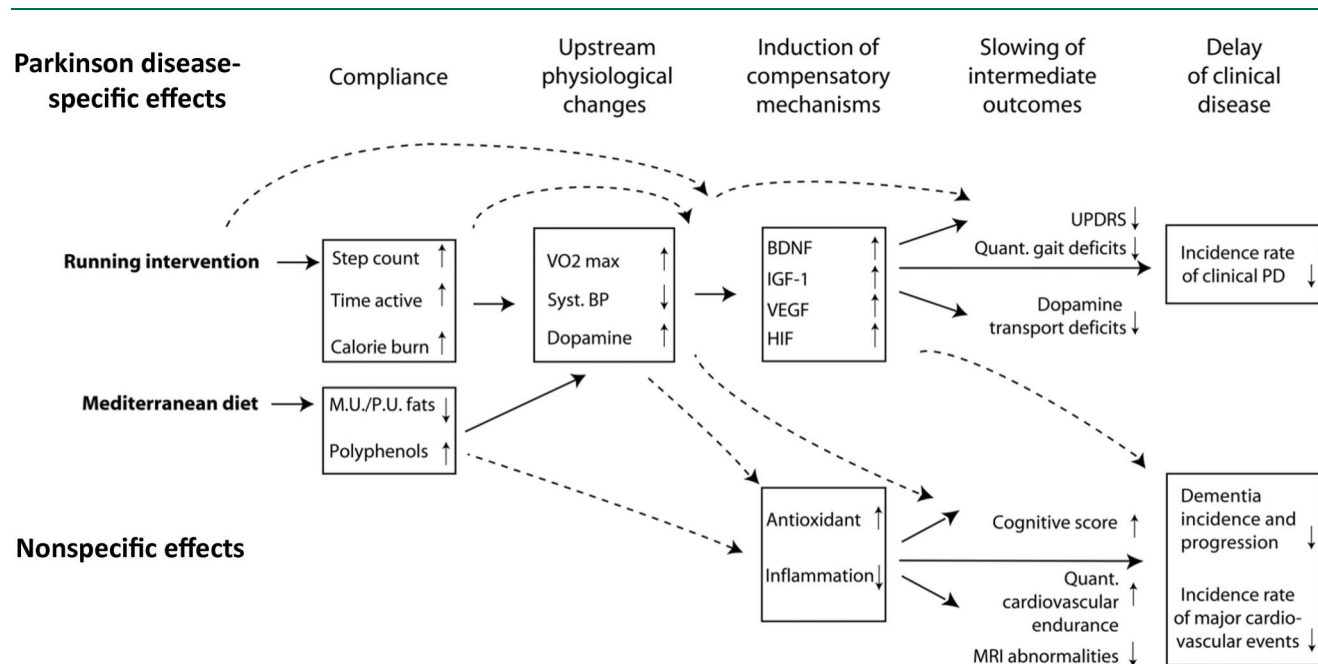 Parkinson disease-
specific effects
Compliance
Upstream
physiological
changes
Induction of
compensatory
mechanisms
Slowing of
intermediate
outcomes
Delay
of clinical
disease
Running intervention
Step count ↑
Time active ↑
Calorie burn ↑
VO2 max ↑
Syst. BP ↓
Dopamine ↑
BDNF ↑
IGF-1 ↑
VEGF ↑
HIF ↑
UPDRS ↓
Quant. gait deficits ↓
Dopamine
transport deficits ↓
Incidence rate
of clinical PD ↓
Mediterranean diet
M.U./P.U. fats ↓
Polyphenols ↑
Nonspecific effects
Antioxidant ↑
Inflammation ↓
Cognitive score ↑
Quant.
cardiovascular ↑
endurance
MRI abnormalities ↓
Dementia
incidence and
progression ↓
Incidence rate
of major cardio-
vascular events ↓